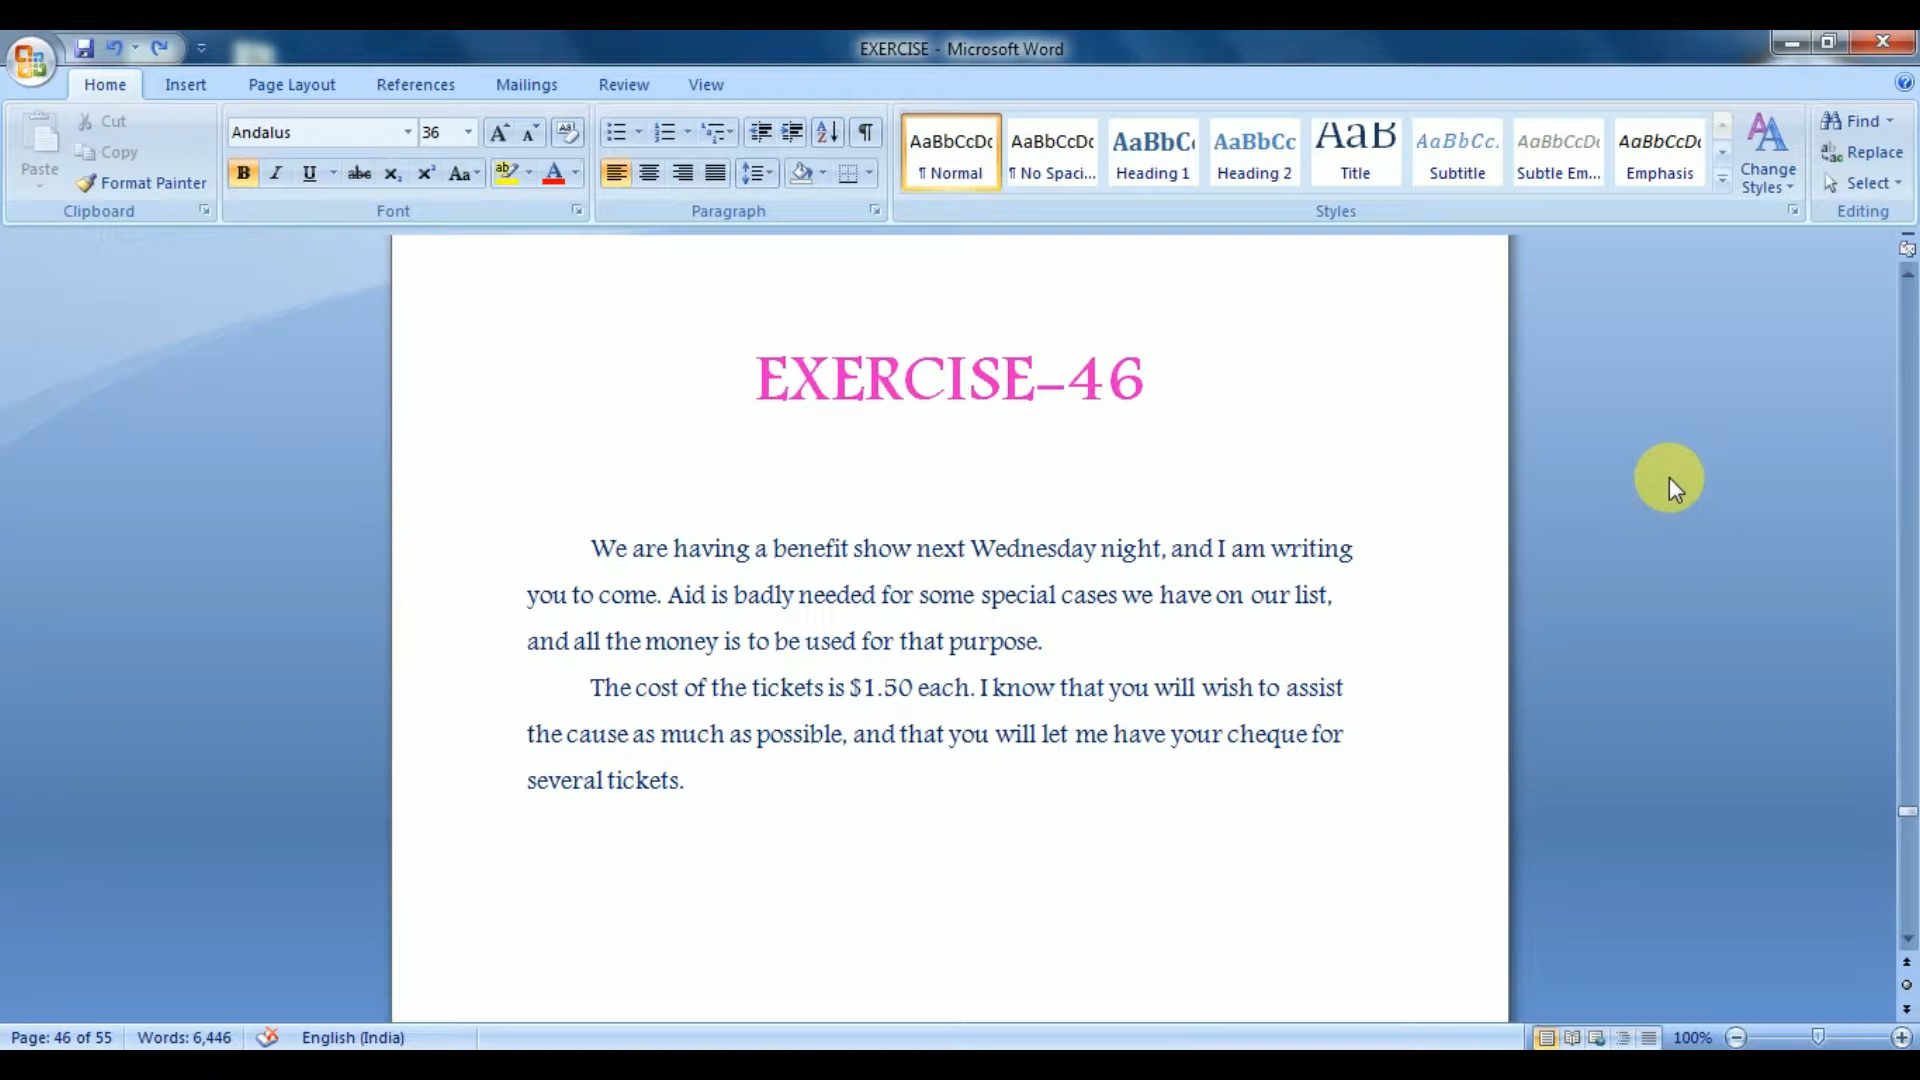 EXERCISE - Microsoft Word
Home Insert Page Layout References Mailings Review View
Paste
Cut
Copy
Format Painter
Clipboard
Andalus 36
B I U abc x₂ x² Aa ab A
Font
Paragraph
AaBbCcDc AaBbCcDc AaBbC AaBbCc AaB AaBbCc. AaBbCcDc AaBbCcDc
¶ Normal ¶ No Spaci... Heading 1 Heading 2 Title Subtitle Subtle Em... Emphasis
Change Styles
Styles
Find
Replace
Select
Editing
EXERCISE-46
We are having a benefit show next Wednesday night, and I am writing
you to come. Aid is badly needed for some special cases we have on our list,
and all the money is to be used for that purpose.
The cost of the tickets is $1.50 each. I know that you will wish to assist
the cause as much as possible, and that you will let me have your cheque for
several tickets.
Page: 46 of 55 Words: 6,446 English (India) 100%